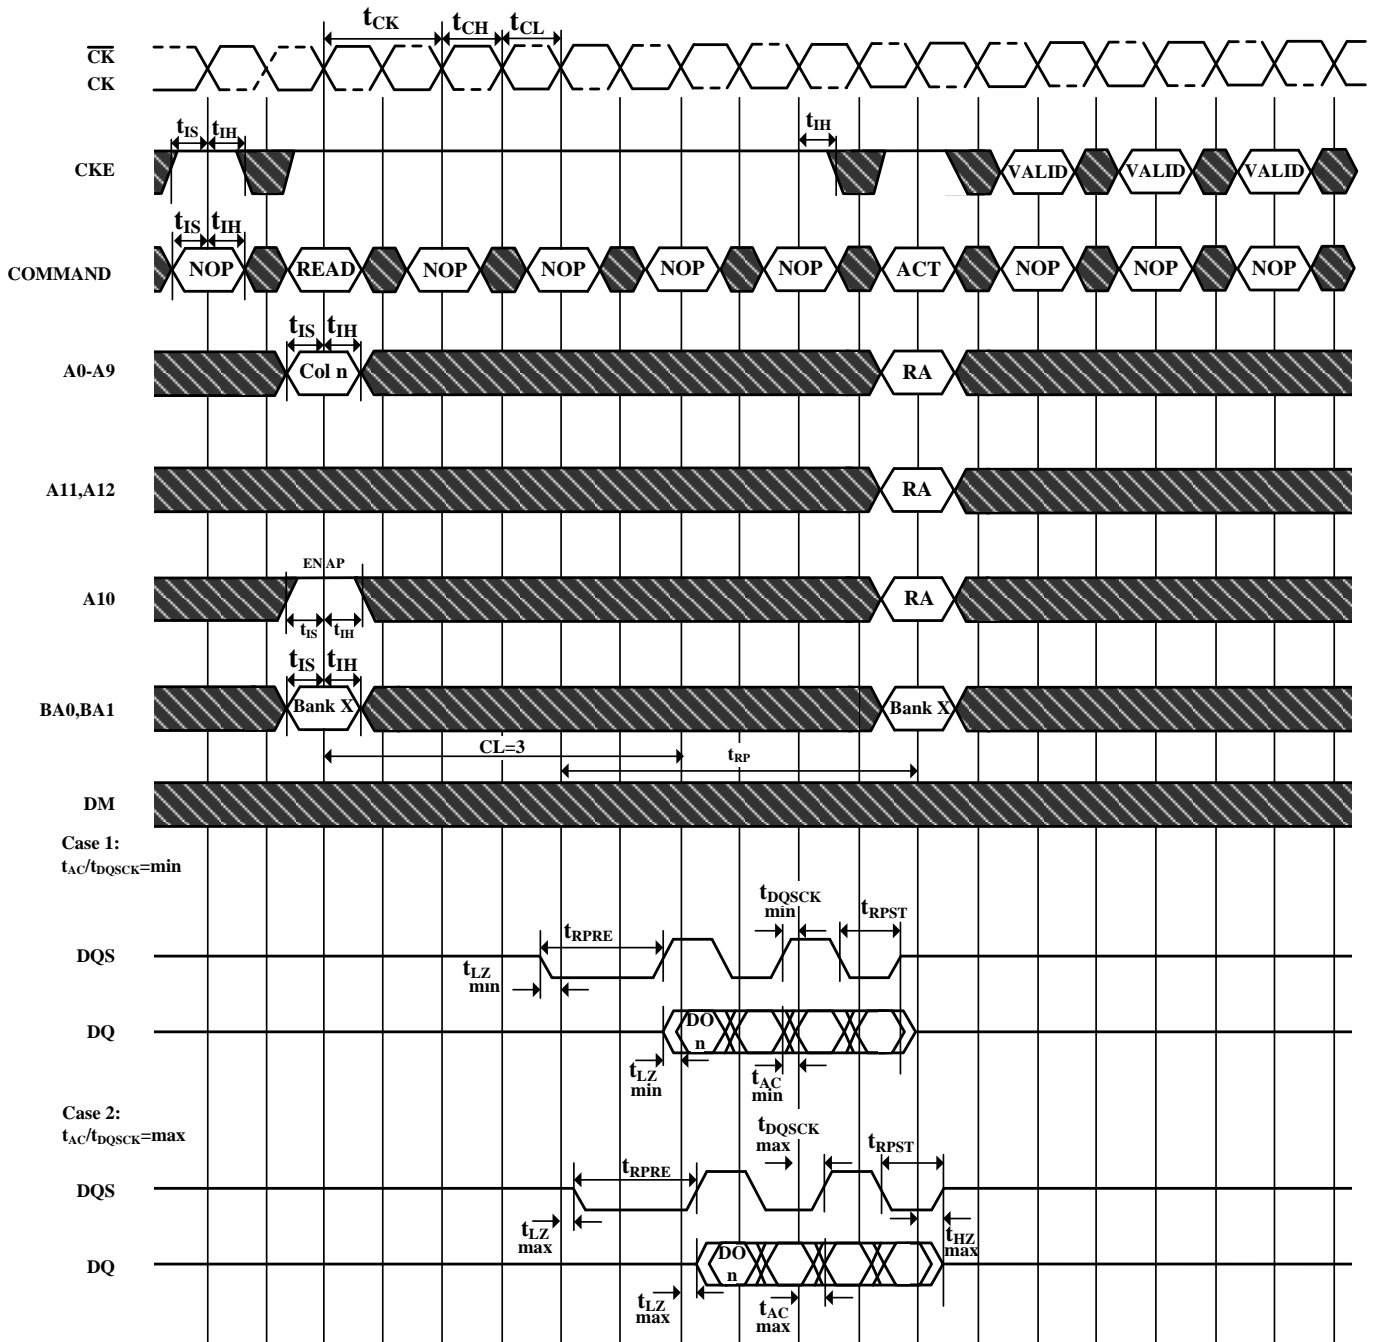 tCK tCH tCL
CK
CK
tIS tIH tIH
CKE VALID VALID VALID
tIS tIH
COMMAND NOP READ NOP NOP NOP NOP ACT NOP NOP NOP
tIS tIH
A0-A9 Col n RA
A11,A12 RA
EN AP
A10 RA
tIS tIH
tIS tIH
BA0,BA1 Bank X Bank X
CL=3
tRP
DM
Case 1:
tAC/tDQSCK=min
tDQSCK
min
tRPST
tRPRE
DQS
tLZ
min
DQ
DO
n
tLZ
min
tAC
min
Case 2:
tAC/tDQSCK=max
tDQSCK
max
tRPST
tRPRE
DQS
tLZ
max
tHZ
max
DQ
DO
n
tLZ
max
tAC
max